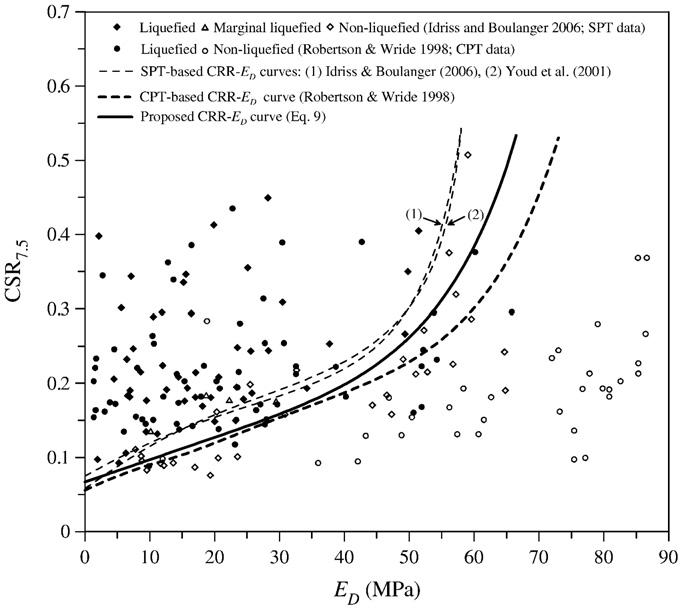 0.7
0.6
0.5
0.4
0.3
0.2
0.1
0
CSR7.5
◆ Liquefied △ Marginal liquefied ◇ Non-liquefied (Idriss and Boulanger 2006; SPT data)
● Liquefied ○ Non-liquefied (Robertson & Wride 1998; CPT data)
SPT-based CRR-ED curves: (1) Idriss & Boulanger (2006), (2) Youd et al. (2001)
CPT-based CRR-ED curve (Robertson & Wride 1998)
Proposed CRR-ED curve (Eq. 9)
(1) (2)
0 10 20 30 40 50 60 70 80 90
ED (MPa)